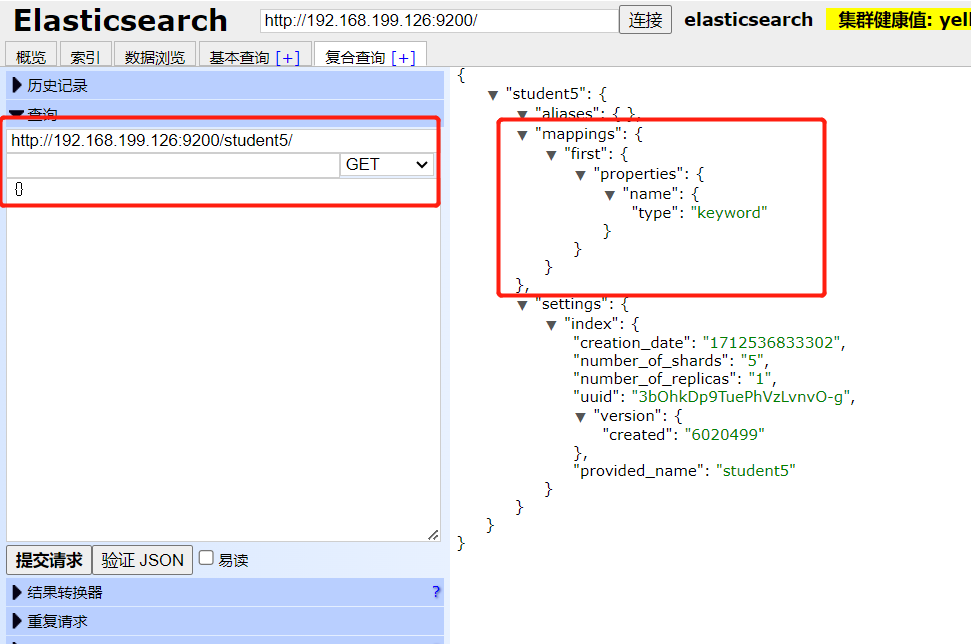 Elasticsearch http://192.168.199.126:9200/ 连接 elasticsearch 集群健康值: yell
概览 索引 数据浏览 基本查询 [+] 复合查询 [+]
▶ 历史记录
▼ 查询
http://192.168.199.126:9200/student5/
GET
{}
提交请求 验证 JSON 易读
▶ 结果转换器 ?
▶ 重复请求
{
▼ "student5": {
▼ "aliases": { },
▼ "mappings": {
▼ "first": {
▼ "properties": {
▼ "name": {
"type": "keyword"
}
}
}
},
▼ "settings": {
▼ "index": {
"creation_date": "1712536833302",
"number_of_shards": "5",
"number_of_replicas": "1",
"uuid": "3bOhkDp9TuePhVzLvnvO-g",
▼ "version": {
"created": "6020499"
},
"provided_name": "student5"
}
}
}
}